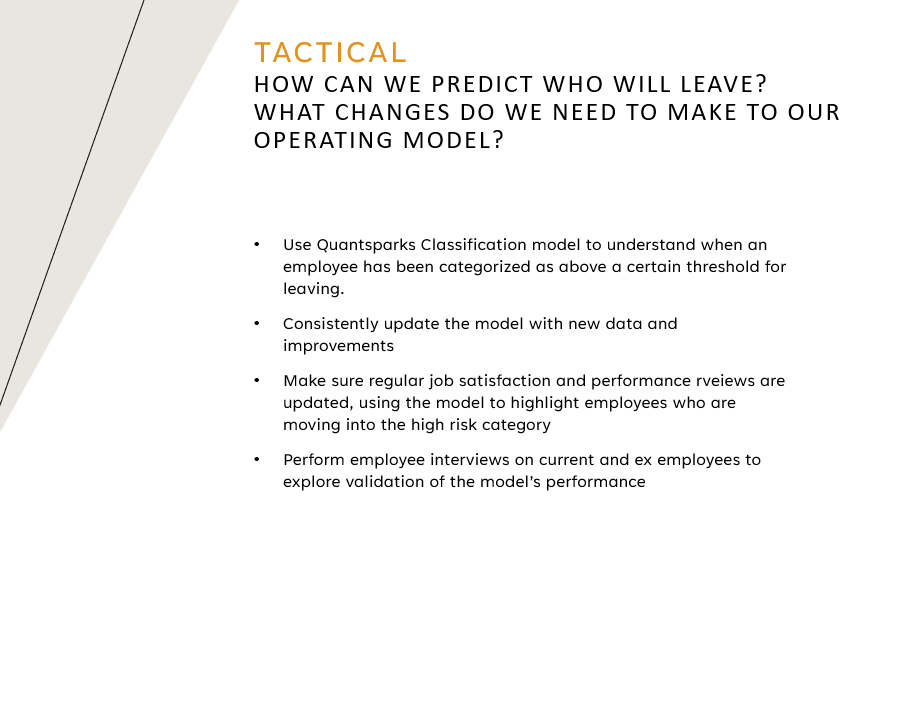 TACTICAL
HOW CAN WE PREDICT WHO WILL LEAVE?
WHAT CHANGES DO WE NEED TO MAKE TO OUR
OPERATING MODEL?
• Use Quantsparks Classification model to understand when an
employee has been categorized as above a certain threshold for
leaving.
• Consistently update the model with new data and
improvements
• Make sure regular job satisfaction and performance rveiews are
updated, using the model to highlight employees who are
moving into the high risk category
• Perform employee interviews on current and ex employees to
explore validation of the model’s performance